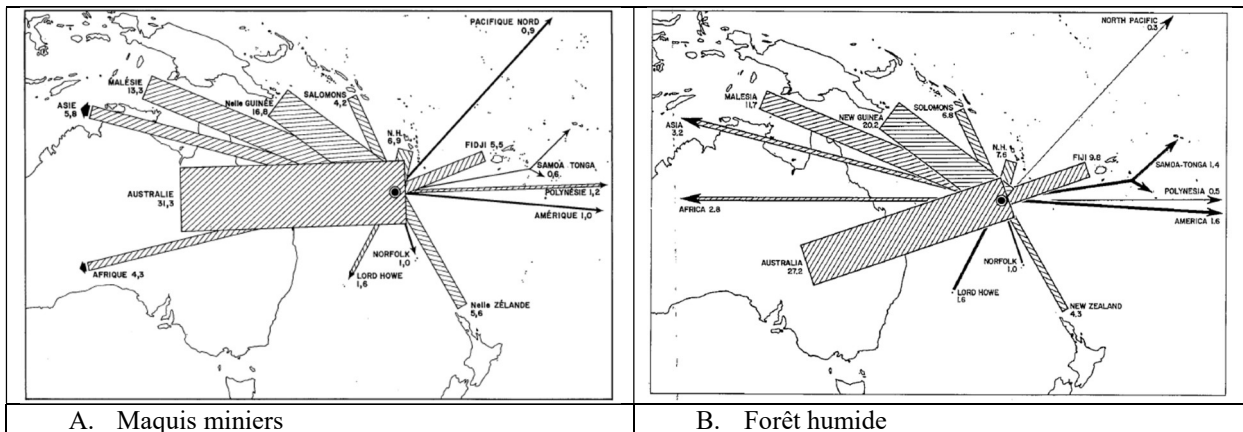 PACIFIQUE NORD
0,9
MALÉSIE
13,3
Nelle GUINÉE
16,8
SALOMONS
4,2
ASIE
5,8
N.H.
6,9
FIDJI 5,5
SAMOA-TONGA
0,6
POLYNÉSIE 1,2
AUSTRALIE
31,3
AMÉRIQUE 1,0
NORFOLK
1,0
LORD HOWE
1,6
AFRIQUE 4,3
Nelle ZÉLANDE
5,6
A. Maquis miniers
NORTH PACIFIC
0.3
MALESIA
11.7
NEW GUINEA
20.2
SOLOMONS
6.8
ASIA
3.2
N.H.
7.6
FIJI 9.8
SAMOA-TONGA 1.4
POLYNESIA 0.5
AFRICA 2.8
AMERICA 1.6
AUSTRALIA
27.2
NORFOLK
1.0
LORD HOWE
1.6
NEW ZEALAND
4.3
B. Forêt humide